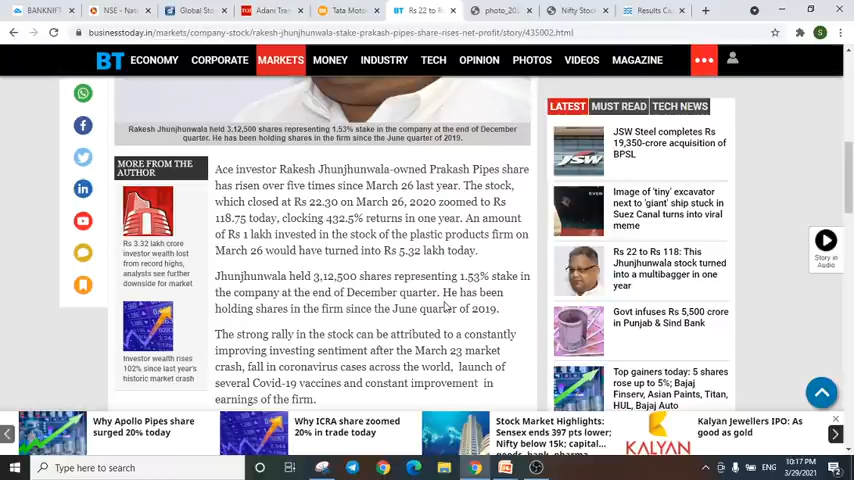 BANKNIFT
NSE - Nati
Global Sto
Adani Tran
Tata Motor
Rs 22 to Rs
photo_202
Nifty Stock
Results Ca
businesstoday.in/markets/company-stock/rakesh-jhunjhunwala-stake-prakash-pipes-share-rises-net-profit/story/435002.html
BT ECONOMY CORPORATE MARKETS MONEY INDUSTRY TECH OPINION PHOTOS VIDEOS MAGAZINE
Rakesh Jhunjhunwala held 3,12,500 shares representing 1.53% stake in the company at the end of December
quarter. He has been holding shares in the firm since the June quarter of 2019.
MORE FROM THE
AUTHOR
Rs 3.32 lakh crore
investor wealth lost
from record highs,
analysts see further
downside for market
Investor wealth rises
102% since last year's
historic market crash
Ace investor Rakesh Jhunjhunwala-owned Prakash Pipes share
has risen over five times since March 26 last year. The stock,
which closed at Rs 22.30 on March 26, 2020 zoomed to Rs
118.75 today, clocking 432.5% returns in one year. An amount
of Rs 1 lakh invested in the stock of the plastic products firm on
March 26 would have turned into Rs 5.32 lakh today.
Jhunjhunwala held 3,12,500 shares representing 1.53% stake in
the company at the end of December quarter. He has been
holding shares in the firm since the June quarter of 2019.
The strong rally in the stock can be attributed to a constantly
improving investing sentiment after the March 23 market
crash, fall in coronavirus cases across the world, launch of
several Covid-19 vaccines and constant improvement in
earnings of the firm.
LATEST MUST READ TECH NEWS
JSW Steel completes Rs
19,350-crore acquisition of
BPSL
Image of 'tiny' excavator
next to 'giant' ship stuck in
Suez Canal turns into viral
meme
Rs 22 to Rs 118: This
Jhunjhunwala stock turned
into a multibagger in one
year
Govt infuses Rs 5,500 crore
in Punjab & Sind Bank
Top gainers today: 5 shares
rose up to 5%; Bajaj
Finserv, Asian Paints, Titan,
HUL, Bajaj Auto
Story in
Audio
Why Apollo Pipes share
surged 20% today
Why ICRA share zoomed
20% in trade today
Stock Market Highlights:
Sensex ends 397 pts lower;
Nifty below 15k; capital
KALYAN
Kalyan Jewellers IPO: As
good as gold
Type here to search
ENG
10:17 PM
3/29/2021